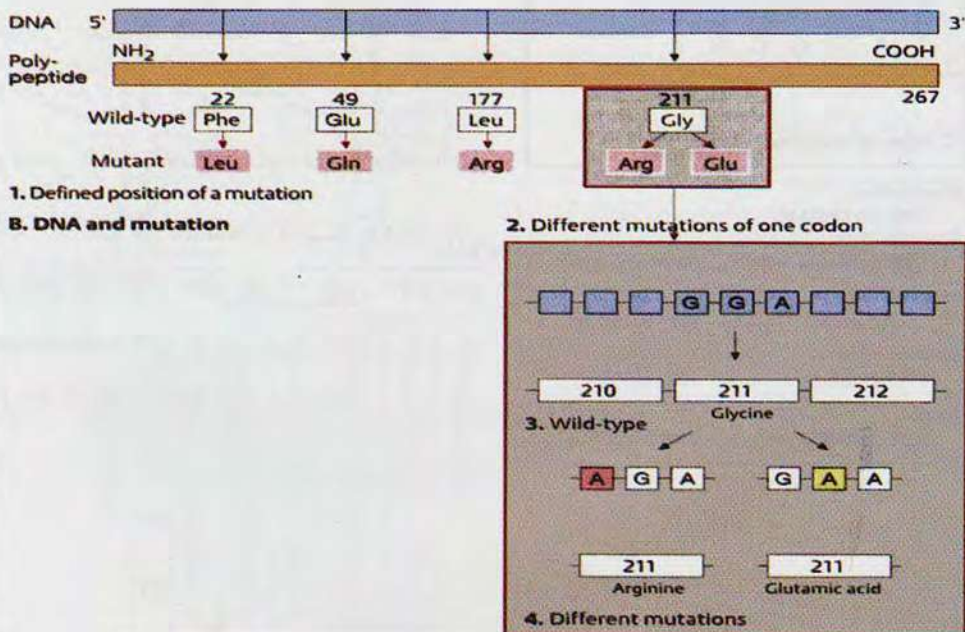 DNA 5' 3'
NH2 COOH
Poly-
peptide
22 49 177 211 267
Wild-type Phe Glu Leu Gly
Mutant Leu Gln Arg Arg Glu
1. Defined position of a mutation
B. DNA and mutation
2. Different mutations of one codon
G G A
210 211 212
Glycine
3. Wild-type
A G A G A A
211 211
Arginine Glutamic acid
4. Different mutations